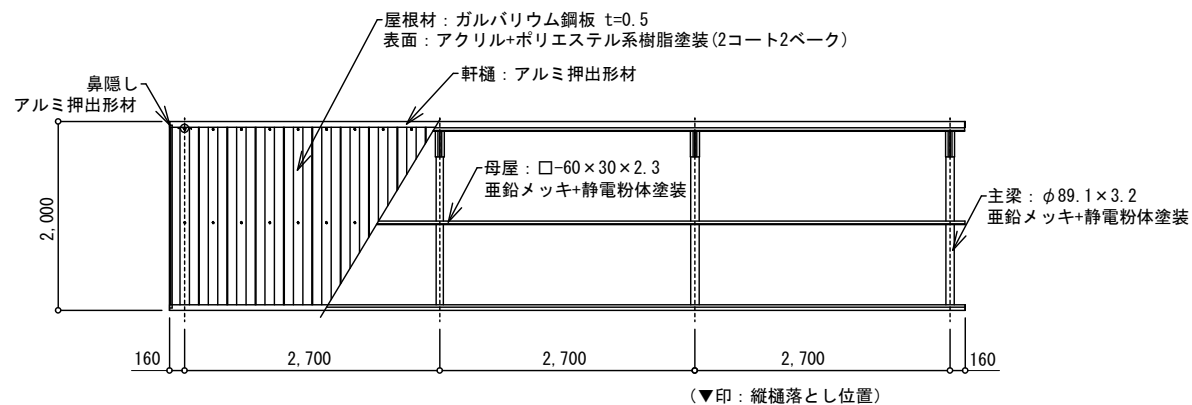 屋根材：ガルバリウム鋼板 t=0.5
表面：アクリル+ポリエステル系樹脂塗装(2コート2ベーク)
軒樋：アルミ押出形材
鼻隠し
アルミ押出形材
母屋：口-60×30×2.3
亜鉛メッキ+静電粉体塗装
主梁：φ89.1×3.2
亜鉛メッキ+静電粉体塗装
2,000
160
2,700
2,700
2,700
160
(▼印：縦樋落とし位置)